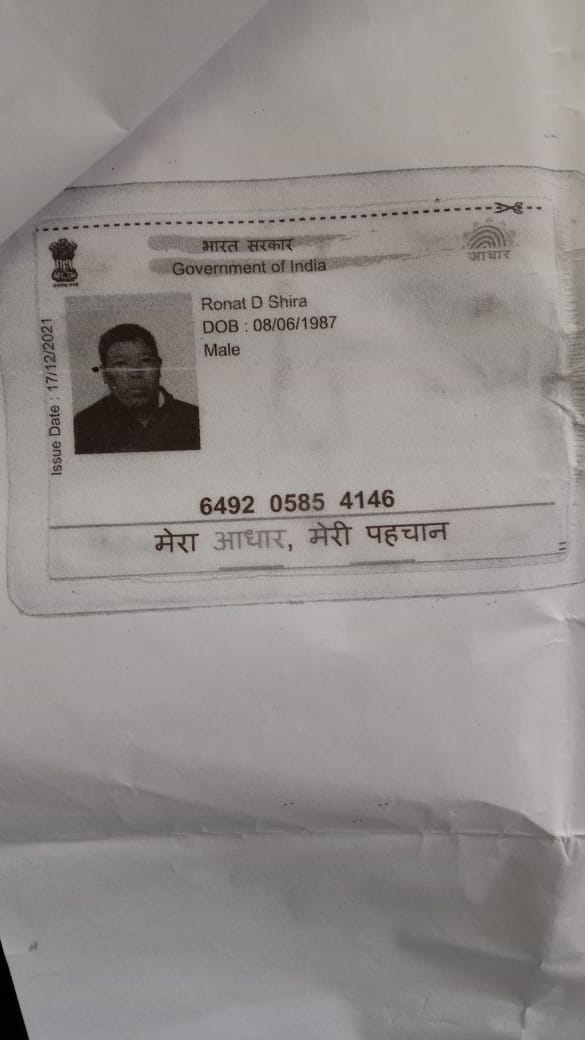 भारत सरकार
Government of India
आधार
Ronat D Shira
DOB : 08/06/1987
Male
Issue Date : 17/12/2021
6492 0585 4146
मेरा आधार, मेरी पहचान